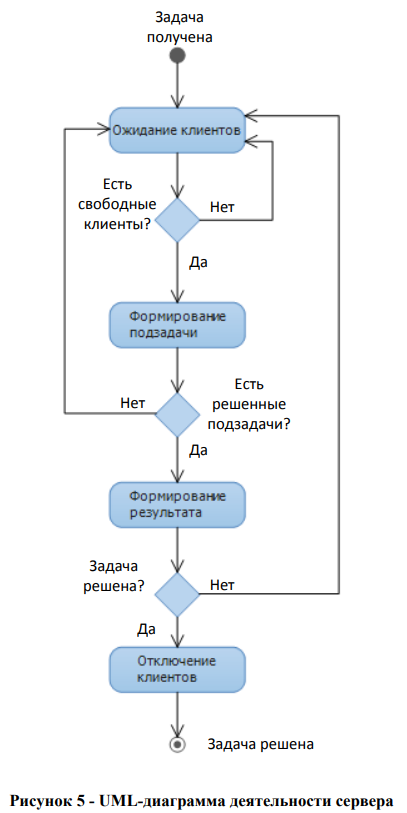 Задача
получена
Ожидание клиентов
Есть
свободные
клиенты?
Нет
Да
Формирование
подзадачи
Есть
решенные
подзадачи?
Нет
Да
Формирование
результата
Задача
решена?
Нет
Да
Отключение
клиентов
Задача решена
Рисунок 5 - UML-диаграмма деятельности сервера